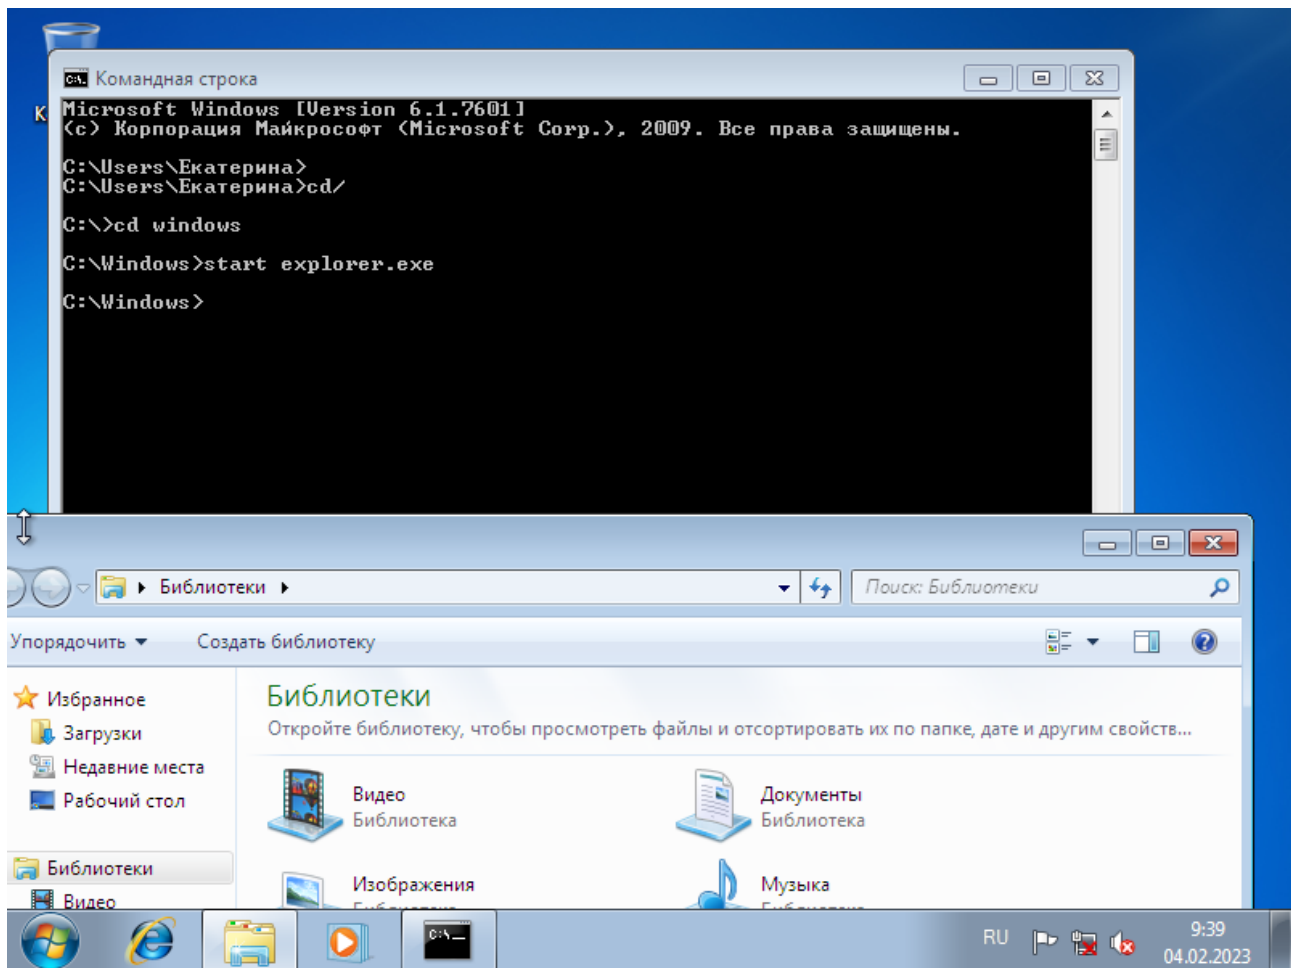 Командная строка
К
Microsoft Windows [Version 6.1.7601]
(c) Корпорация Майкрософт (Microsoft Corp.), 2009. Все права защищены.
C:\Users\Екатерина>
C:\Users\Екатерина>cd/
C:\>cd windows
C:\Windows>start explorer.exe
C:\Windows>
Библиотеки
Поиск: Библиотеки
Упорядочить
Создать библиотеку
Избранное
Загрузки
Недавние места
Рабочий стол
Библиотеки
Видео
Библиотеки
Откройте библиотеку, чтобы просмотреть файлы и отсортировать их по папке, дате и другим свойств...
Видео
Библиотека
Документы
Библиотека
Изображения
Музыка
RU
9:39
04.02.2023